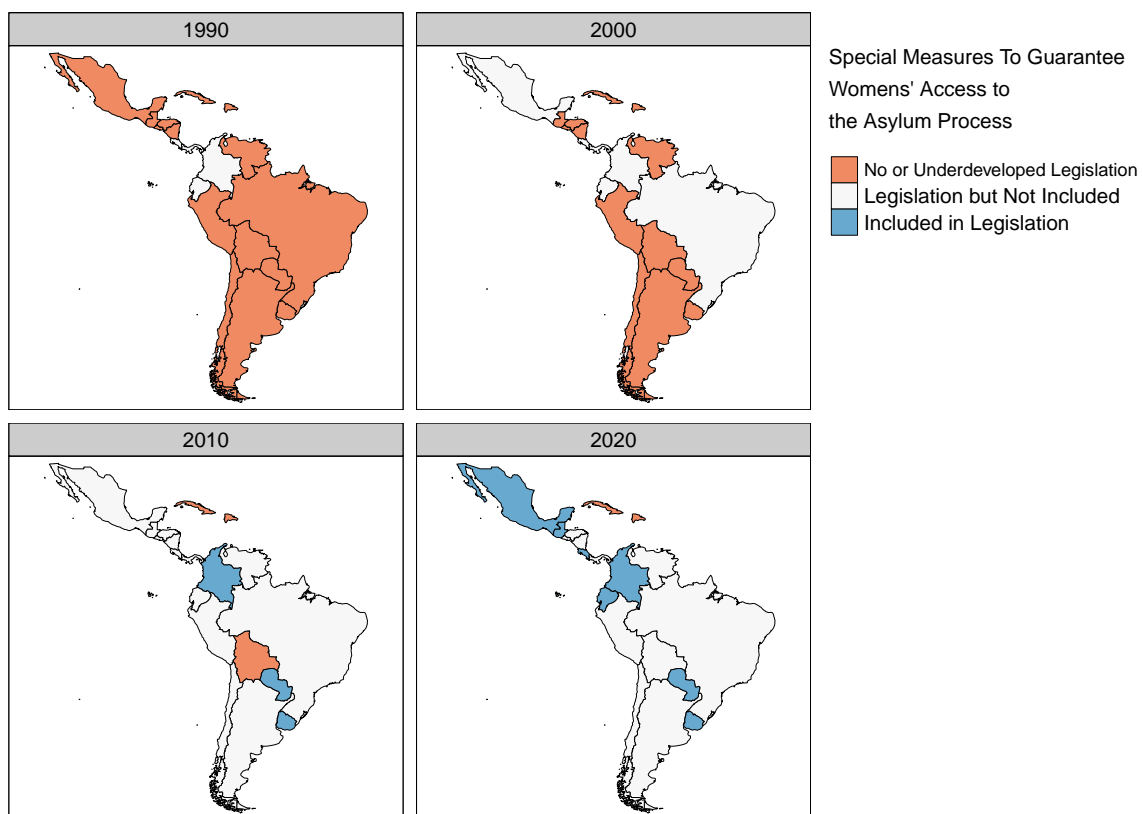 1990
2000
Special Measures To Guarantee
Womens' Access to
the Asylum Process
No or Underdeveloped Legislation
Legislation but Not Included
Included in Legislation
2010
2020